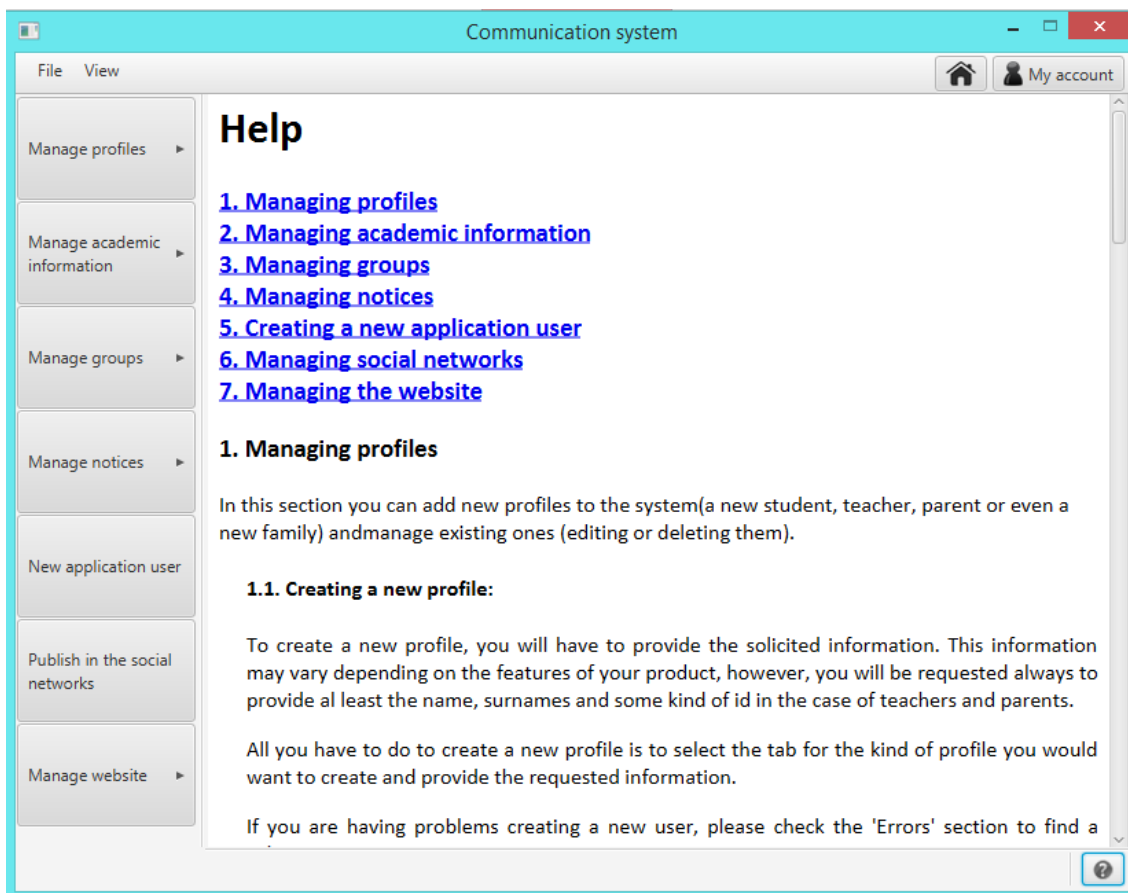 Communication system
File View
My account
Manage profiles
Manage academic
information
Manage groups
Manage notices
New application user
Publish in the social
networks
Manage website
Help
1. Managing profiles
2. Managing academic information
3. Managing groups
4. Managing notices
5. Creating a new application user
6. Managing social networks
7. Managing the website
1. Managing profiles
In this section you can add new profiles to the system(a new student, teacher, parent or even a
new family) andmanage existing ones (editing or deleting them).
1.1. Creating a new profile:
To create a new profile, you will have to provide the solicited information. This information
may vary depending on the features of your product, however, you will be requested always to
provide al least the name, surnames and some kind of id in the case of teachers and parents.
All you have to do to create a new profile is to select the tab for the kind of profile you would
want to create and provide the requested information.
If you are having problems creating a new user, please check the 'Errors' section to find a